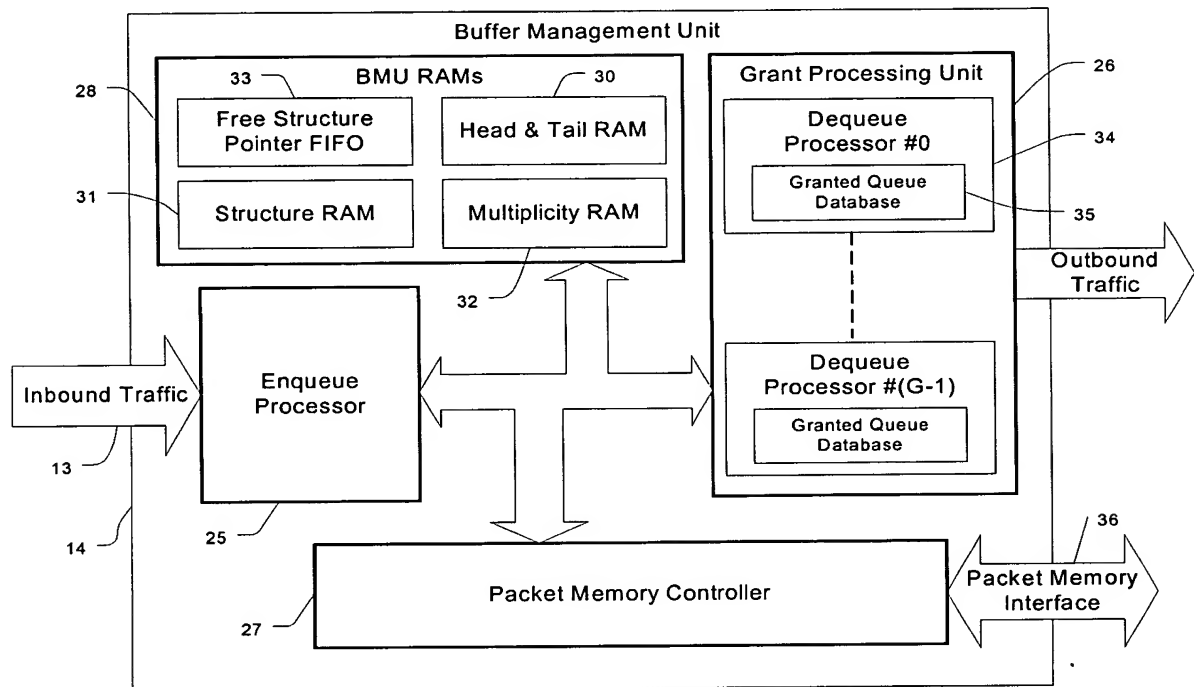 Buffer Management Unit
28
BMU RAMs
33
30
Free Structure
Pointer FIFO
Head & Tail RAM
31
Structure RAM
Multiplicity RAM
32
Grant Processing Unit
26
Dequeue
Processor #0
34
Granted Queue
Database
35
Outbound
Traffic
Dequeue
Processor #(G-1)
Granted Queue
Database
Inbound Traffic
13
Enqueue
Processor
25
14
Packet Memory Controller
27
36
Packet Memory
Interface